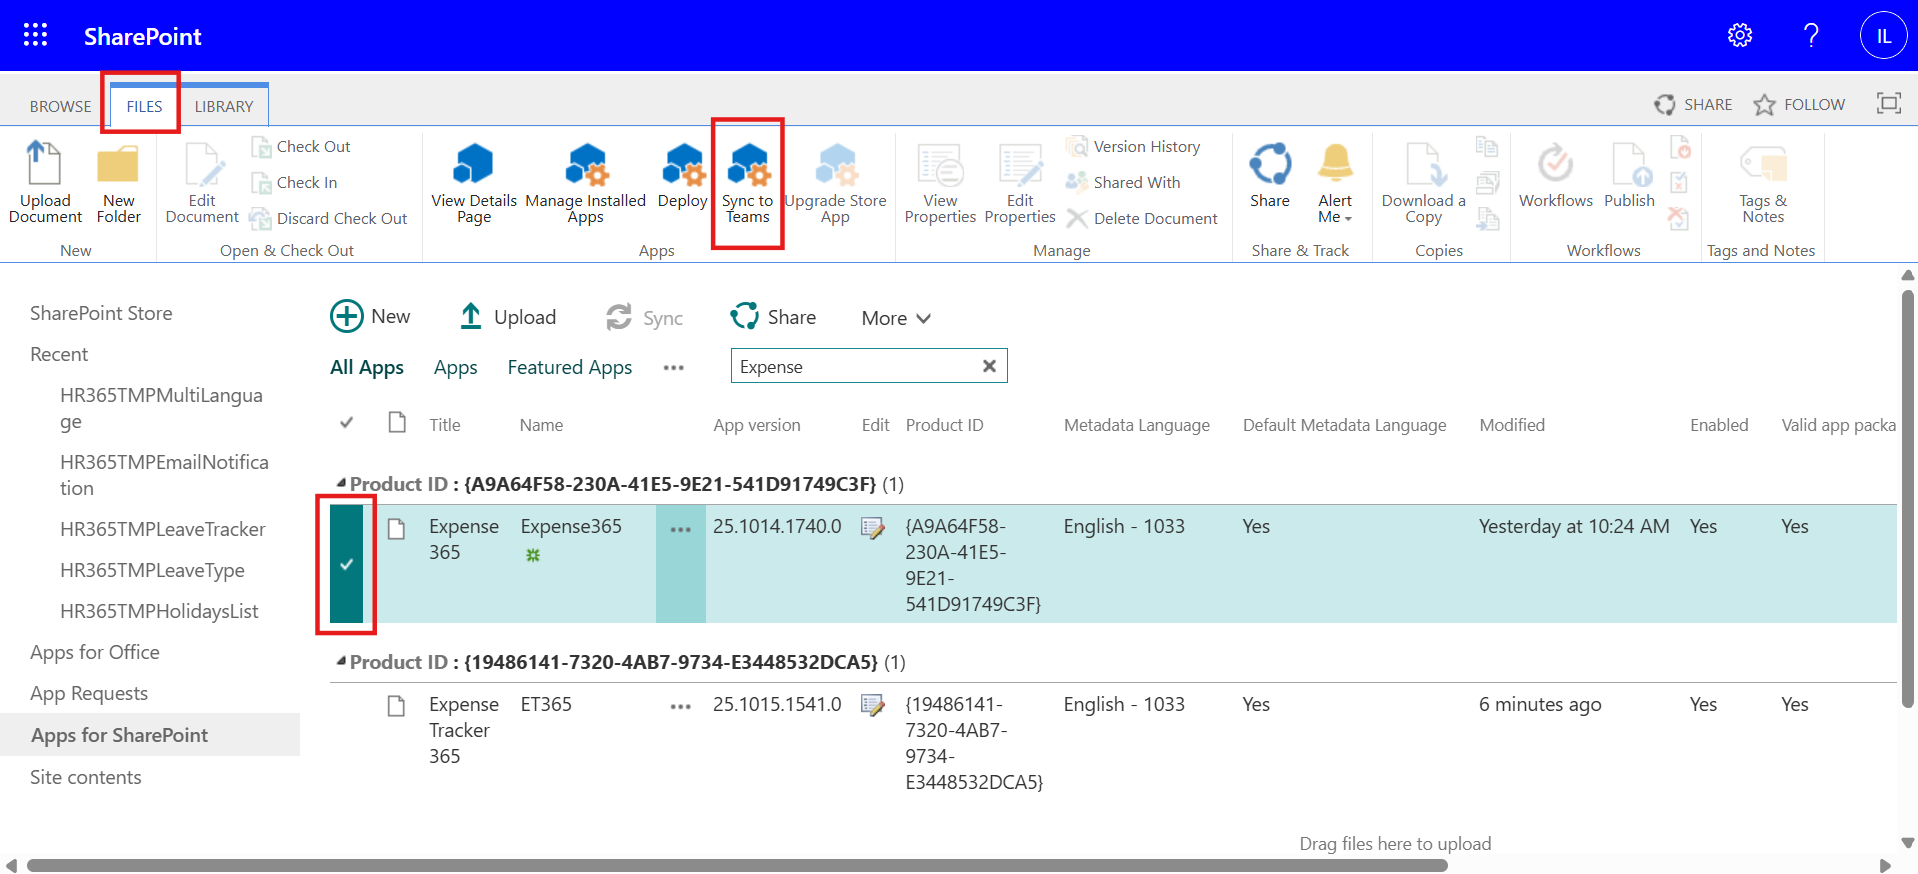 SharePoint
IL
BROWSE
FILES
LIBRARY
SHARE
FOLLOW
Upload
Document
New
Folder
New
Edit
Document
Check Out
Check In
Discard Check Out
Open & Check Out
View Details
Page
Manage Installed
Apps
Deploy
Sync to
Teams
Upgrade Store
App
Apps
View
Properties
Edit
Properties
Version History
Shared With
Delete Document
Manage
Share
Alert
Me
Share & Track
Download a
Copy
Copies
Workflows
Publish
Workflows
Tags &
Notes
Tags and Notes
SharePoint Store
Recent
HR365TMPMultiLangua
ge
HR365TMPEmailNotifica
tion
HR365TMPLeaveTracker
HR365TMPLeaveType
HR365TMPHolidaysList
Apps for Office
App Requests
Apps for SharePoint
Site contents
New
Upload
Sync
Share
More
All Apps
Apps
Featured Apps
Expense
Title
Name
App version
Edit
Product ID
Metadata Language
Default Metadata Language
Modified
Enabled
Valid app packa
Product ID : {A9A64F58-230A-41E5-9E21-541D91749C3F} (1)
Expense
365
Expense365
25.1014.1740.0
{A9A64F58-
230A-41E5-
9E21-
541D91749C3F}
English - 1033
Yes
Yesterday at 10:24 AM
Yes
Yes
Product ID : {19486141-7320-4AB7-9734-E3448532DCA5} (1)
Expense
Tracker
365
ET365
25.1015.1541.0
{19486141-
7320-4AB7-
9734-
E3448532DCA5}
English - 1033
Yes
6 minutes ago
Yes
Yes
Drag files here to upload